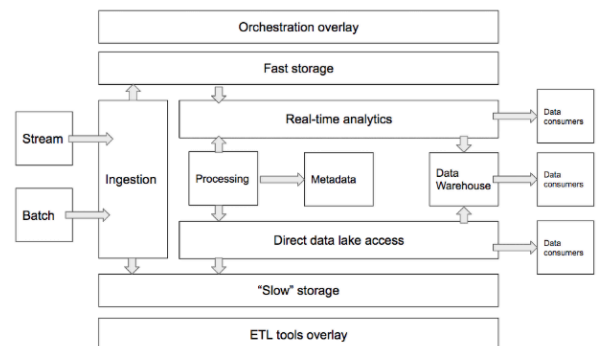 Orchestration overlay
Fast storage
Stream
Batch
Ingestion
Real-time analytics
Processing
Metadata
Data
Warehouse
Direct data lake access
Data
consumers
Data
consumers
Data
consumers
“Slow” storage
ETL tools overlay